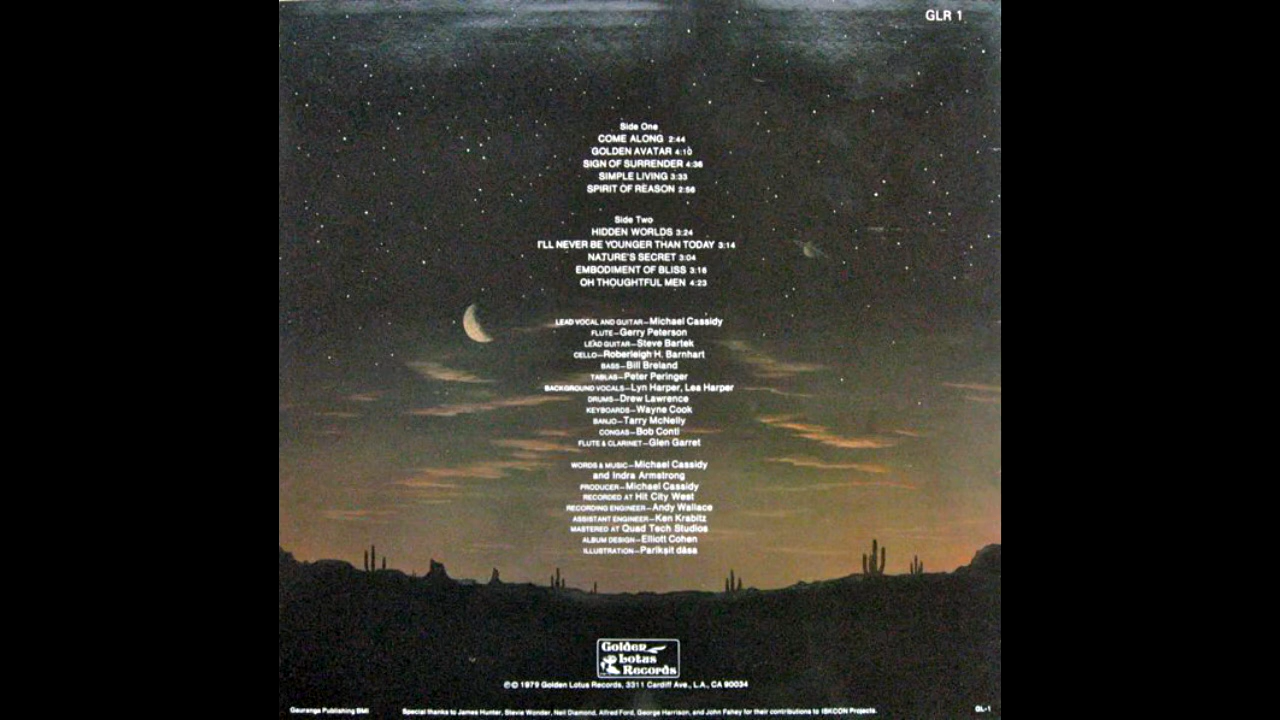 GLR 1
Side One
COME ALONG 2:44
GOLDEN AVATAR 4:10
SIGN OF SURRENDER 4:36
SIMPLE LIVING 3:33
SPIRIT OF REASON 2:56
Side Two
HIDDEN WORLDS 3:24
I'LL NEVER BE YOUNGER THAN TODAY 3:14
NATURE'S SECRET 3:04
EMBODIMENT OF BLISS 3:16
OH THOUGHTFUL MEN 4:23
LEAD VOCAL AND GUITAR—Michael Cassidy
FLUTE—Gerry Peterson
LEAD GUITAR—Steve Bartek
CELLO—Roberleigh H. Barnhart
BASS—Bill Breland
TABLAS—Peter Peringer
BACKGROUND VOCALS—Lyn Harper, Lea Harper
DRUMS—Drew Lawrence
KEYBOARDS—Wayne Cook
BANJO—Tarry McNelly
CONGAS—Bob Conti
FLUTE & CLARINET—Glen Garret
WORDS & MUSIC—Michael Cassidy
and Indra Armstrong
PRODUCER—Michael Cassidy
RECORDED AT Hit City West
RECORDING ENGINEER—Andy Wallace
ASSISTANT ENGINEER—Ken Krabitz
MASTERED AT Quad Tech Studios
ALBUM DESIGN—Elliott Cohen
ILLUSTRATION—Parīkṣit dāsa
Golden
Lotus
Records
℗© 1979 Golden Lotus Records, 3311 Cardiff Ave., L.A., CA 90034
Gauranga Publishing BMI
Special thanks to James Hunter, Stevie Wonder, Neil Diamond, Alfred Ford, George Harrison, and John Fahey for their contributions to ISKCON Projects.
GL-1